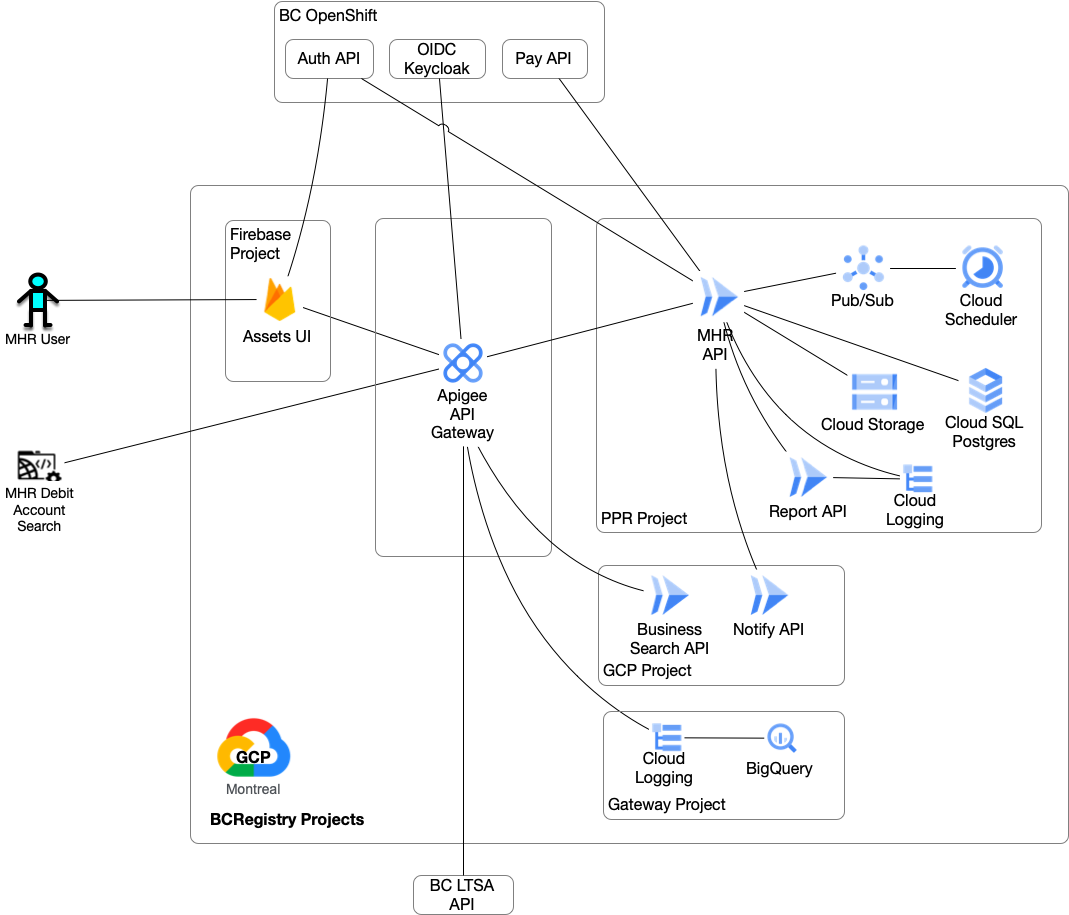 BC OpenShift
Auth API
OIDC
Keycloak
Pay API
Firebase
Project
Assets UI
MHR User
Apigee
API
Gateway
MHR
API
Pub/Sub
Cloud
Scheduler
Cloud Storage
Cloud SQL
Postgres
Report API
Cloud
Logging
PPR Project
MHR Debit
Account
Search
Business
Search API
Notify API
GCP Project
Cloud
Logging
BigQuery
Gateway Project
GCP
Montreal
BCRegistry Projects
BC LTSA
API